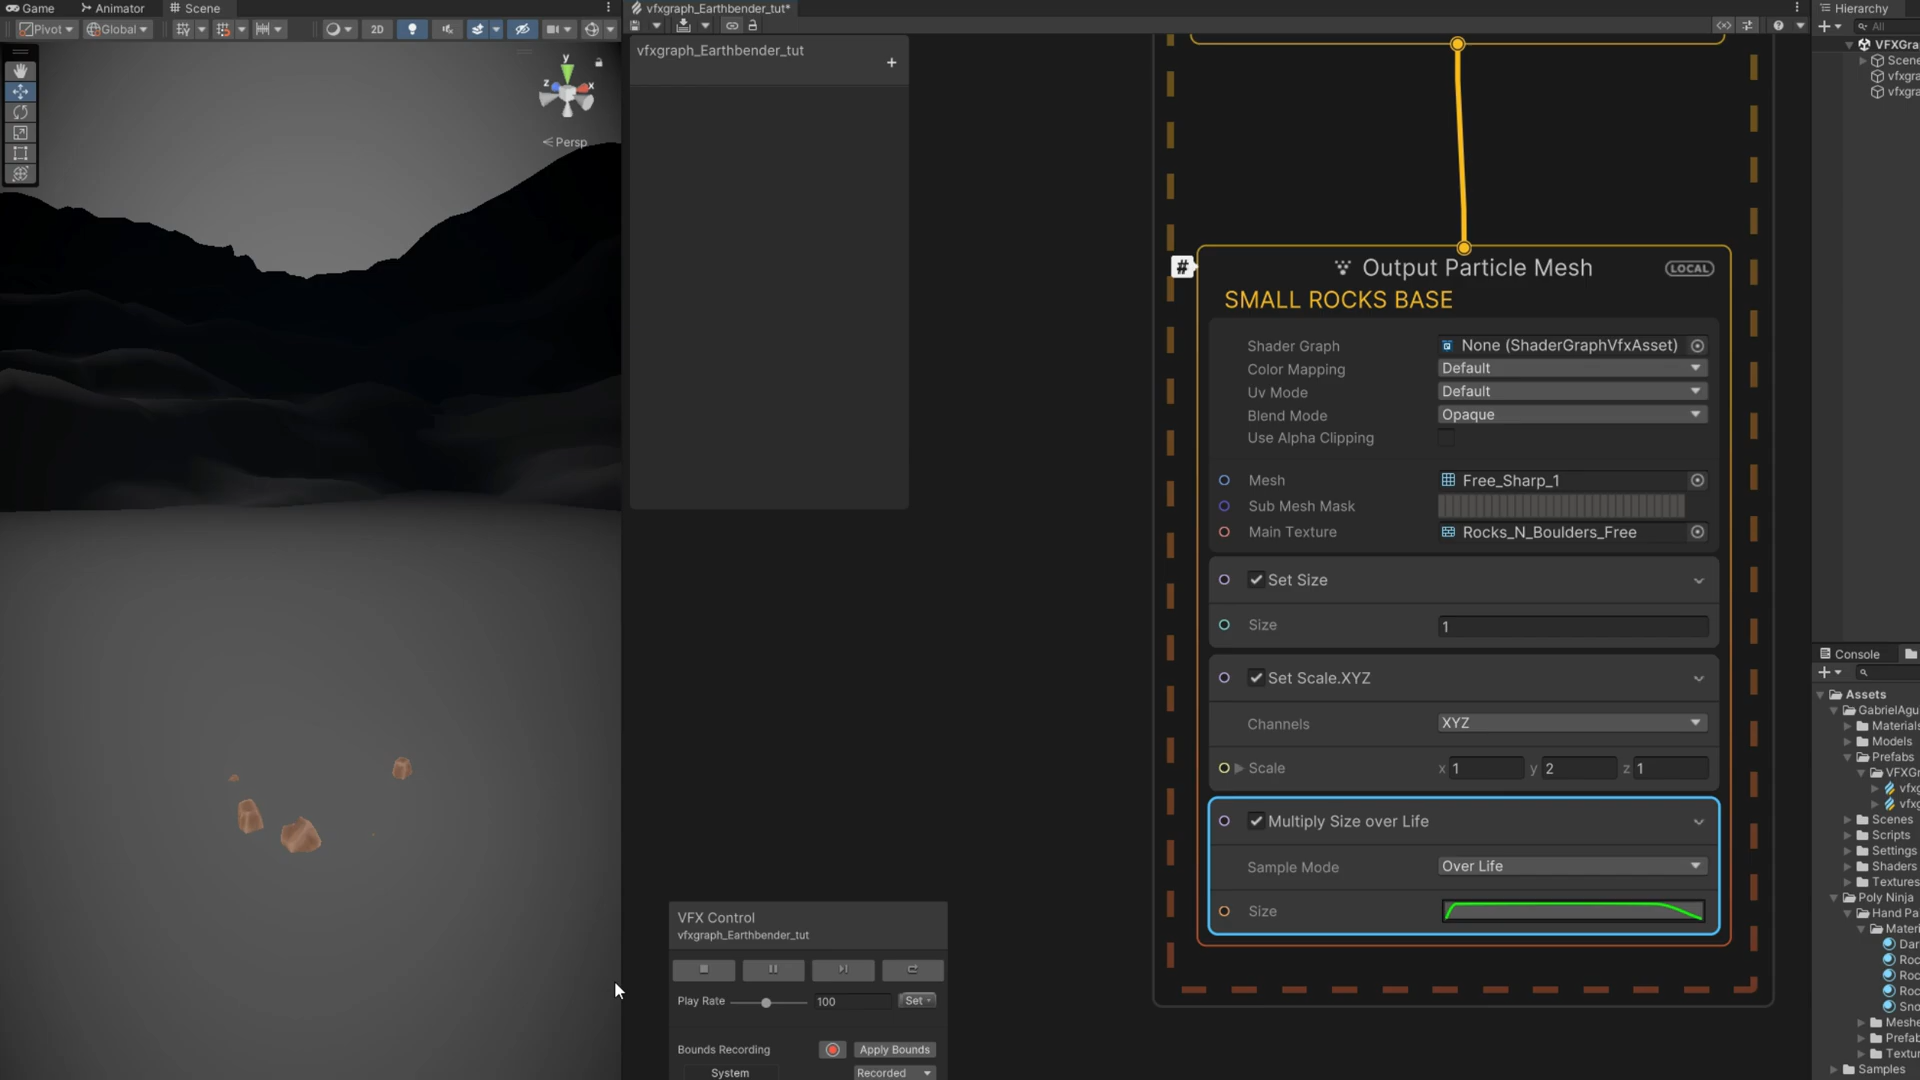 Game
Animator
Scene
vfxgraph_Earthbender_tut*
Hierarchy
Pivot
Global
2D
All
vfxgraph_Earthbender_tut
y
z
x
Persp
VFXGra
Scene
vfxgra
vfxgra
Output Particle Mesh
LOCAL
SMALL ROCKS BASE
Shader Graph
None (ShaderGraphVfxAsset)
Color Mapping
Default
Uv Mode
Default
Blend Mode
Opaque
Use Alpha Clipping
Mesh
Free_Sharp_1
Sub Mesh Mask
Main Texture
Rocks_N_Boulders_Free
Set Size
Size
1
Set Scale.XYZ
Channels
XYZ
Scale
x 1
y 2
z 1
Multiply Size over Life
Sample Mode
Over Life
Size
VFX Control
vfxgraph_Earthbender_tut
Play Rate
100
Set
Bounds Recording
Apply Bounds
System
Recorded
Console
Assets
GabrielAgu
Materials
Models
Prefabs
VFXGr
vfxg
vfxg
Scenes
Scripts
Settings
Shaders
Textures
Poly Ninja
Hand Pa
Mater
Dar
Roc
Roc
Roc
Sno
Meshe
Prefab
Textur
Samples